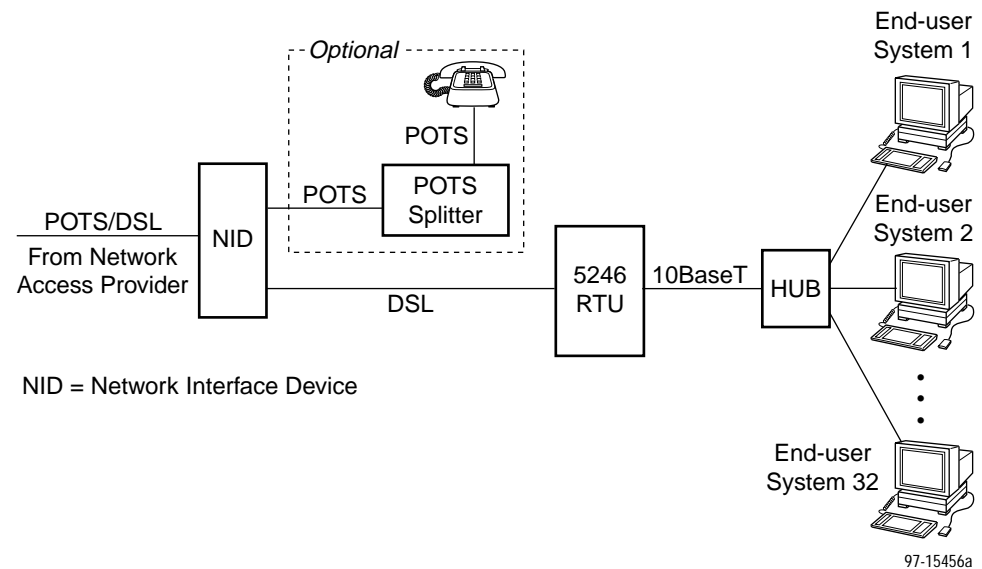 Optional
POTS
POTS
POTS
Splitter
POTS/DSL
From Network
Access Provider
NID
DSL
5246
RTU
10BaseT
HUB
End-user
System 1
End-user
System 2
End-user
System 32
NID = Network Interface Device
97-15456a